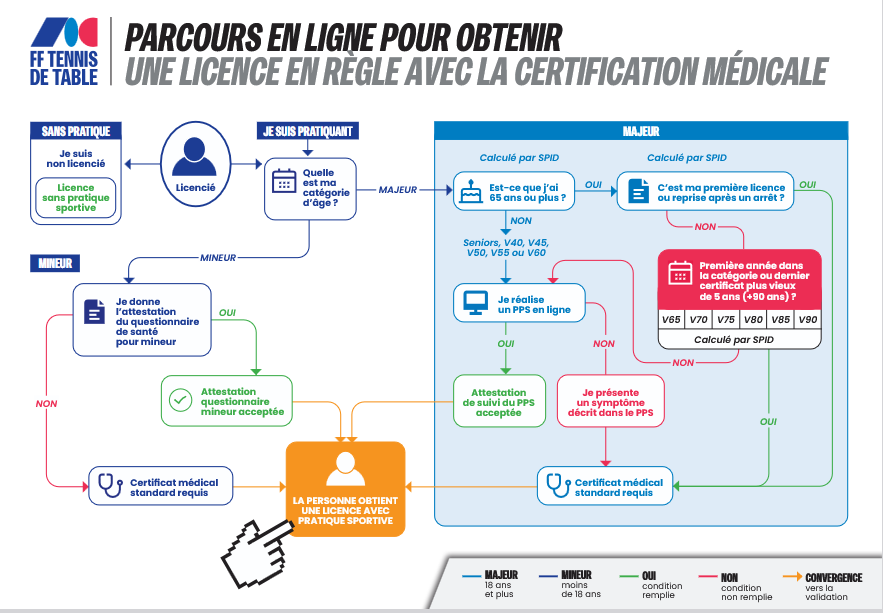 FF TENNIS
DE TABLE
PARCOURS EN LIGNE POUR OBTENIR
UNE LICENCE EN RÈGLE AVEC LA CERTIFICATION MÉDICALE
SANS PRATIQUE
Je suis
non licencié
Licence
sans pratique
sportive
Licencié
JE SUIS PRATIQUANT
Quelle
est ma
catégorie
d'âge ?
MAJEUR
MINEUR
MINEUR
Je donne
l'attestation
du questionnaire
de santé
pour mineur
OUI
NON
Attestation
questionnaire
mineur acceptée
Certificat médical
standard requis
LA PERSONNE OBTIENT
UNE LICENCE AVEC
PRATIQUE SPORTIVE
MAJEUR
Calculé par SPID
Calculé par SPID
Est-ce que j'ai
65 ans ou plus ?
OUI
C'est ma première licence
ou reprise après un arrêt ?
OUI
NON
NON
Seniors, V40, V45,
V50, V55 ou V60
Première année dans
la catégorie ou dernier
certificat plus vieux
de 5 ans (+90 ans) ?
V65 V70 V75 V80 V85 V90
Calculé par SPID
Je réalise
un PPS en ligne
OUI
NON
NON
OUI
Attestation
de suivi du PPS
acceptée
Je présente
un symptôme
décrit dans le PPS
Certificat médical
standard requis
MAJEUR
18 ans
et plus
MINEUR
moins
de 18 ans
OUI
condition
remplie
NON
condition
non remplie
CONVERGENCE
vers la
validation